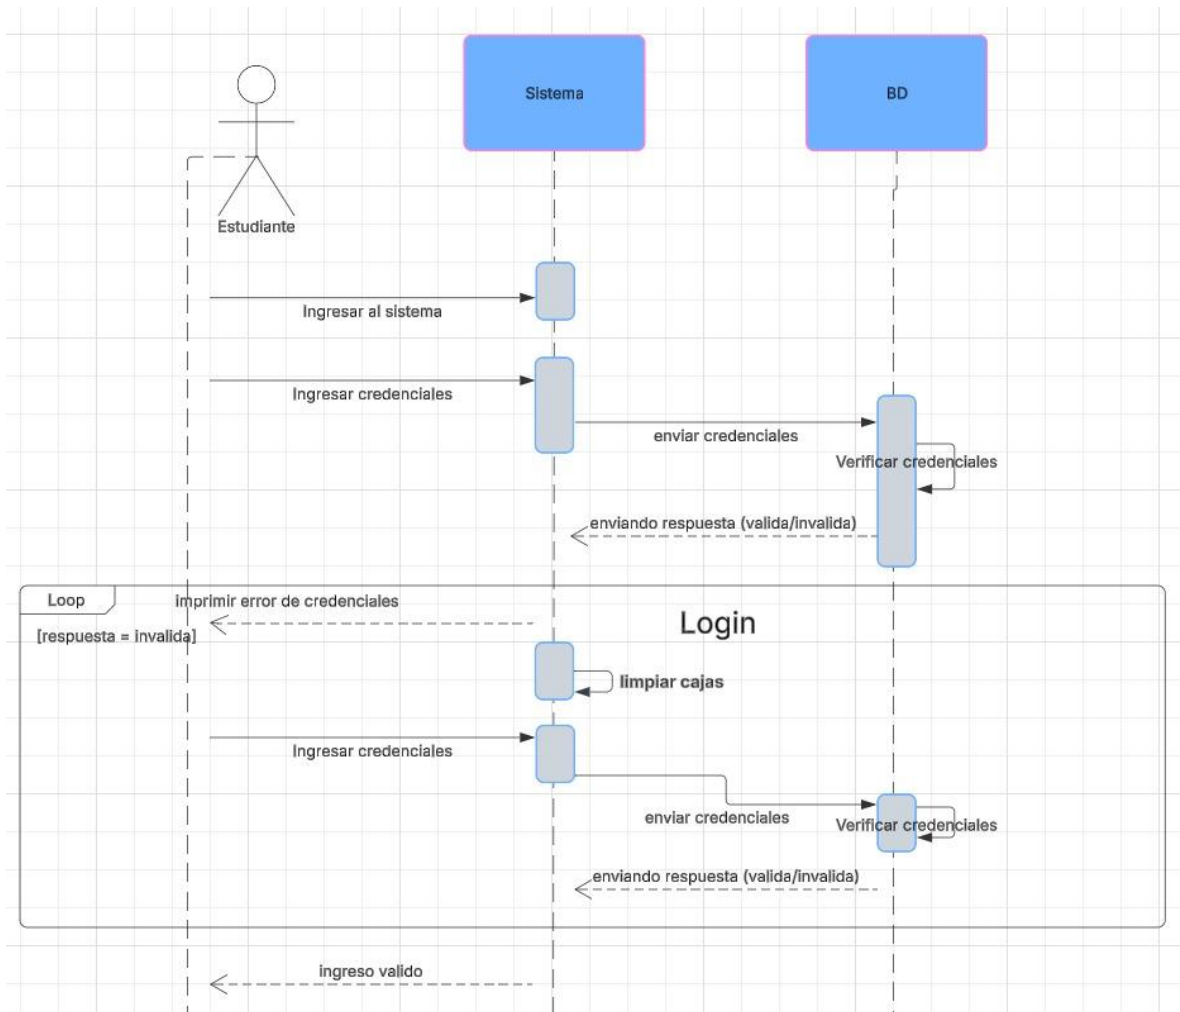 Sistema
BD
Estudiante
Ingresar al sistema
Ingresar credenciales
enviar credenciales
Verificar credenciales
enviando respuesta (valida/invalida)
Loop
imprimir error de credenciales
Login
[respuesta = invalida]
limpiar cajas
Ingresar credenciales
enviar credenciales
Verificar credenciales
enviando respuesta (valida/invalida)
ingreso valido